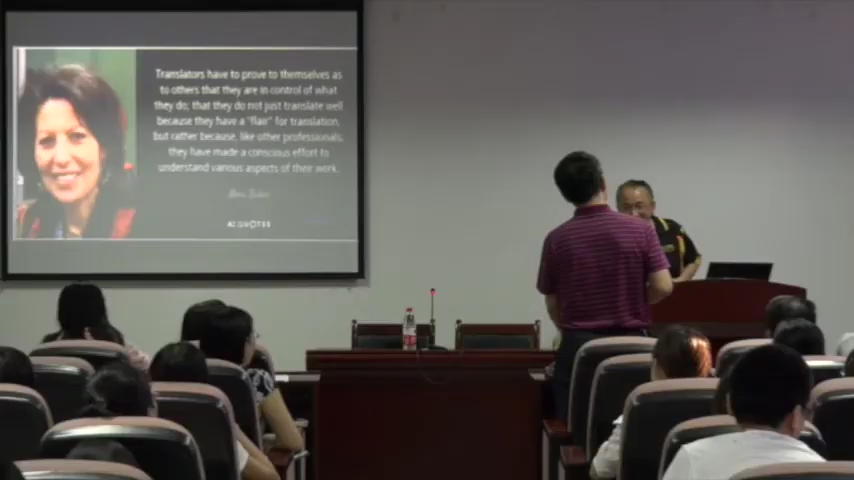 Translators have to prove to themselves as
to others that they are in control of what
they do; that they do not just translate well
because they have a "flair" for translation,
but rather because, like other professionals,
they have made a conscious effort to
understand various aspects of their work.
Mona Baker
AZ QUOTES